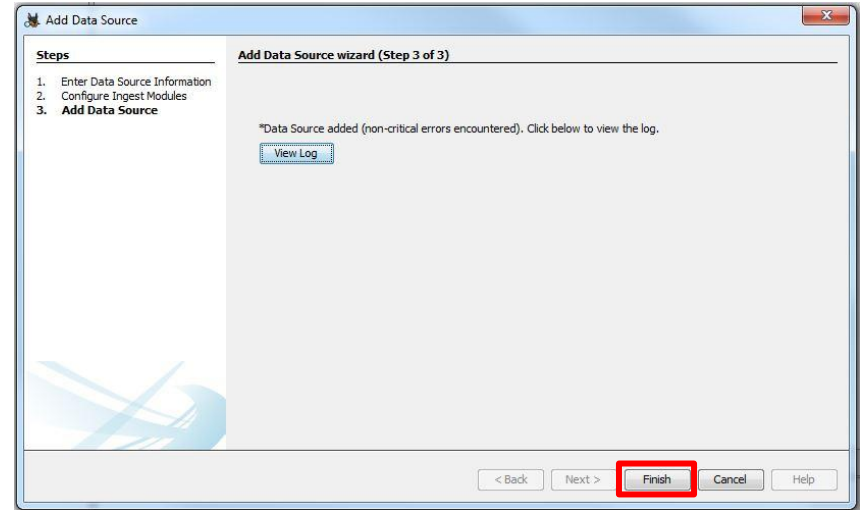 Add Data Source
Steps
1. Enter Data Source Information
2. Configure Ingest Modules
3. Add Data Source
Add Data Source wizard (Step 3 of 3)
*Data Source added (non-critical errors encountered). Click below to view the log.
View Log
< Back Next > Finish Cancel Help